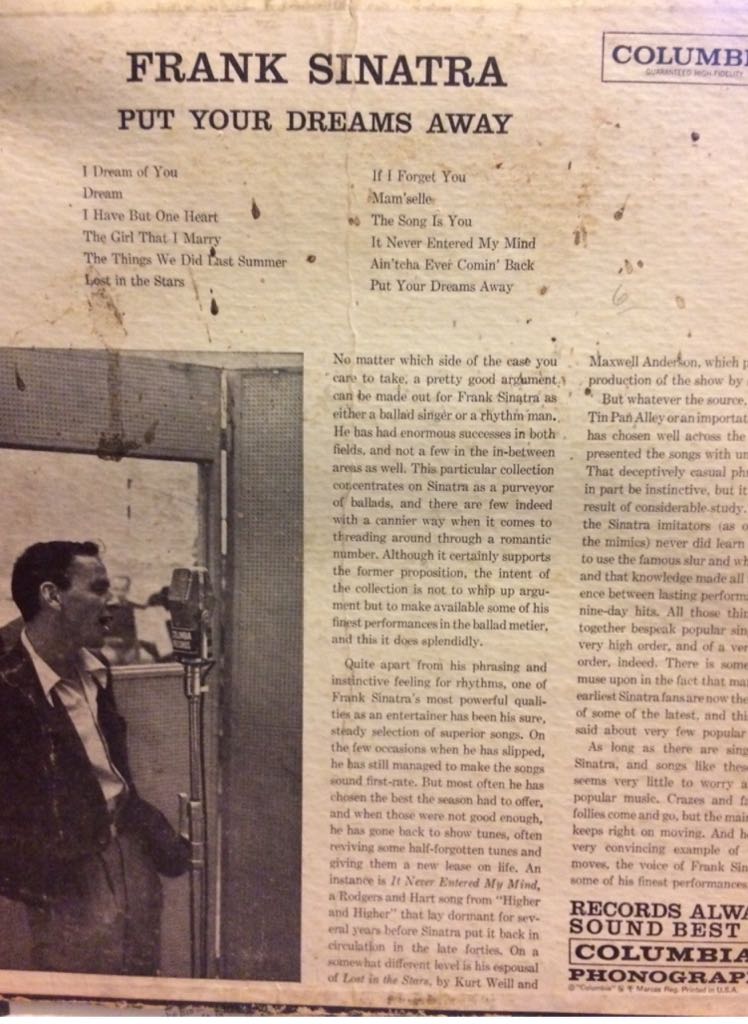 FRANK SINATRA
PUT YOUR DREAMS AWAY
COLUMB
GUARANTEED HIGH-FIDELITY
I Dream of You
Dream
I Have But One Heart
The Girl That I Marry
The Things We Did Last Summer
Lost in the Stars
If I Forget You
Mam'selle
The Song Is You
It Never Entered My Mind
Ain'tcha Ever Comin' Back
Put Your Dreams Away
6
No matter which side of the case you
care to take, a pretty good argument
can be made out for Frank Sinatra as
either a ballad singer or a rhythm man.
He has had enormous successes in both
fields, and not a few in the in-between
areas as well. This particular collection
concentrates on Sinatra as a purveyor
of ballads, and there are few indeed
with a cannier way when it comes to
threading around through a romantic
number. Although it certainly supports
the former proposition, the intent of
the collection is not to whip up argu-
ment but to make available some of his
finest performances in the ballad metier,
and this it does splendidly.
Quite apart from his phrasing and
instinctive feeling for rhythms, one of
Frank Sinatra's most powerful quali-
ties as an entertainer has been his sure,
steady selection of superior songs. On
the few occasions when he has slipped,
he has still managed to make the songs
sound first-rate. But most often he has
chosen the best the season had to offer,
and when those were not good enough,
he has gone back to show tunes, often
reviving some half-forgotten tunes and
giving them a new lease on life. An
instance is It Never Entered My Mind,
a Rodgers and Hart song from "Higher
and Higher" that lay dormant for sev-
eral years before Sinatra put it back in
circulation in the late forties. On a
somewhat different level is his espousal
of Lost in the Stars, by Kurt Weill and
Maxwell Anderson, which p
production of the show by
But whatever the source,
Tin Pan Alley or an importat
has chosen well across the
presented the songs with un
That deceptively casual phr
in part be instinctive, but it
result of considerable study.
the Sinatra imitators (as o
the mimics) never did learn
to use the famous slur and wh
and that knowledge made all
ence between lasting perform
nine-day hits. All those thin
together bespeak popular sin
very high order, and of a ver
order, indeed. There is some
muse upon in the fact that ma
earliest Sinatra fans are now the
of some of the latest, and thi
said about very few popular
As long as there are sing
Sinatra, and songs like these
seems very little to worry a
popular music. Crazes and fa
follies come and go, but the mai
keeps right on moving. And h
very convincing example of
moves, the voice of Frank Sin
some of his finest performances
RECORDS ALWA
SOUND BEST
COLUMBIA
PHONOGRAP
© "Columbia" Marcas Reg. Printed in U.S.A.